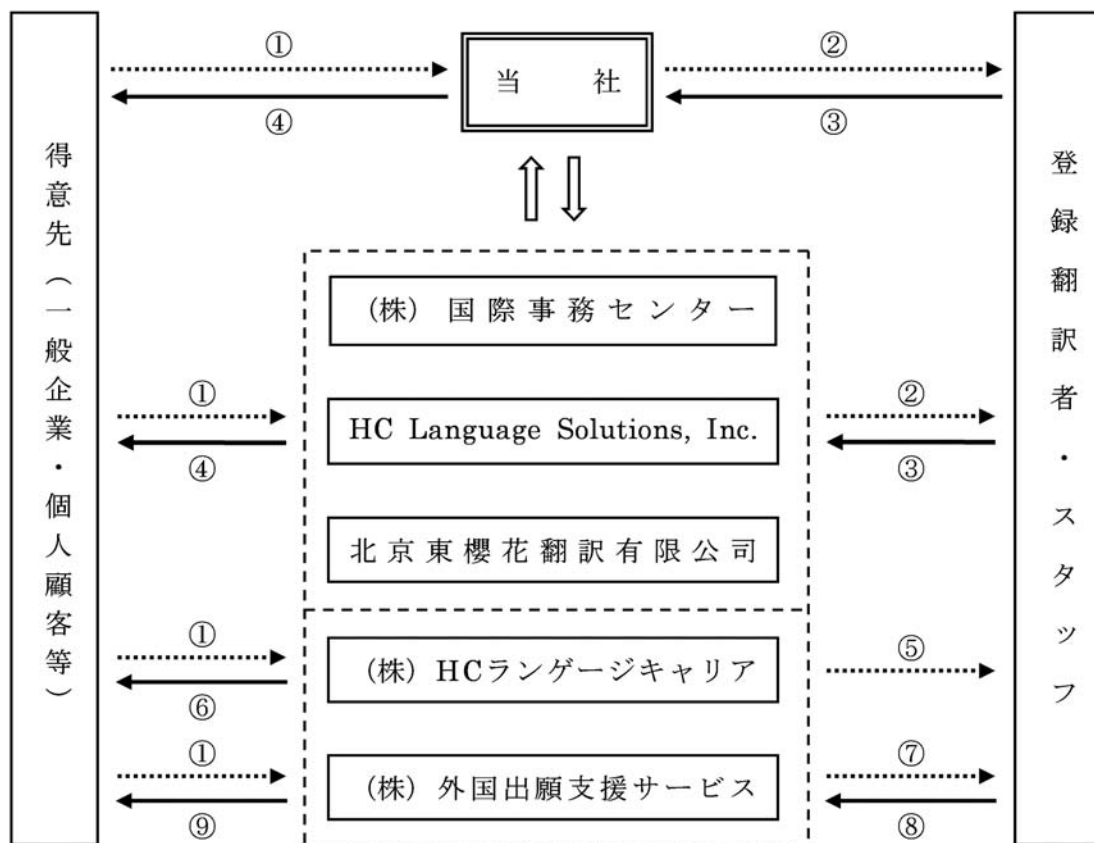 ① ②
当 社
④ ③
得意先（一般企業・個人顧客等）
登録翻訳者・スタッフ
（株）国際事務センター
① ②
HC Language Solutions, Inc.
④ ③
北京東櫻花翻訳有限公司
① ⑤
（株）HCランゲージキャリア
⑥
① ⑦
（株）外国出願支援サービス
⑨ ⑧